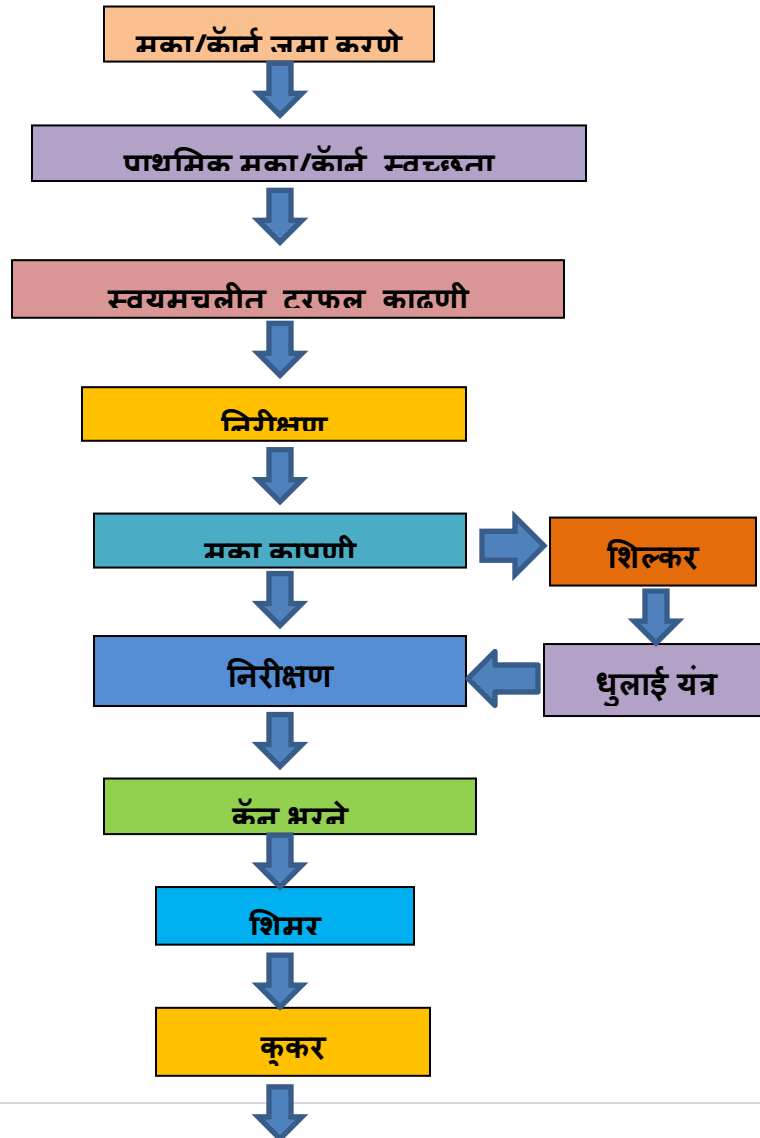 मका/कॅार्न जमा करणे
प्राथमिक मका/कॅार्न स्वच्छता
स्वयमचलीत टरफल काढणी
निरीक्षण
मका कापणी
शिल्कर
निरीक्षण
धुलाई यंत्र
कॅन भरने
शिमर
कुकर